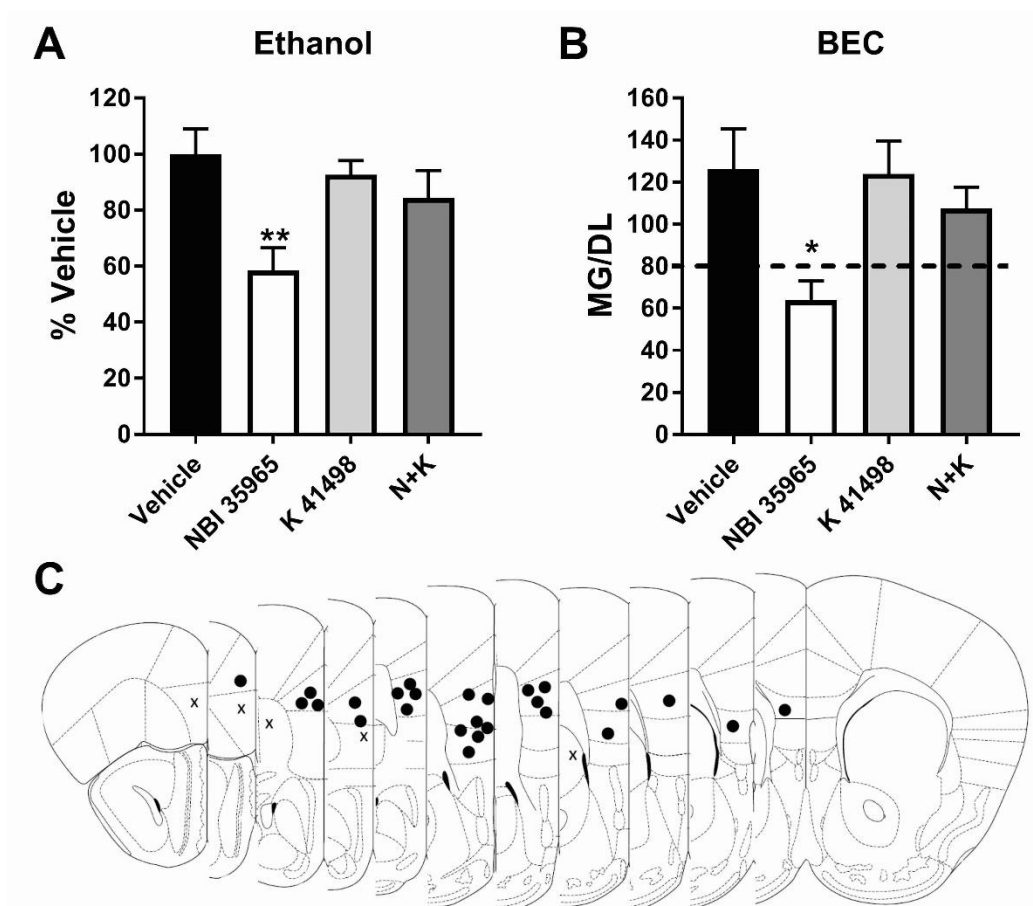 A
Ethanol
% Vehicle
120
100
80
60
40
20
0
**
Vehicle
NBI 35965
K 41498
N+K
B
BEC
MG/DL
160
140
120
100
80
60
40
20
0
*
Vehicle
NBI 35965
K 41498
N+K
C
x
x
x
x
x